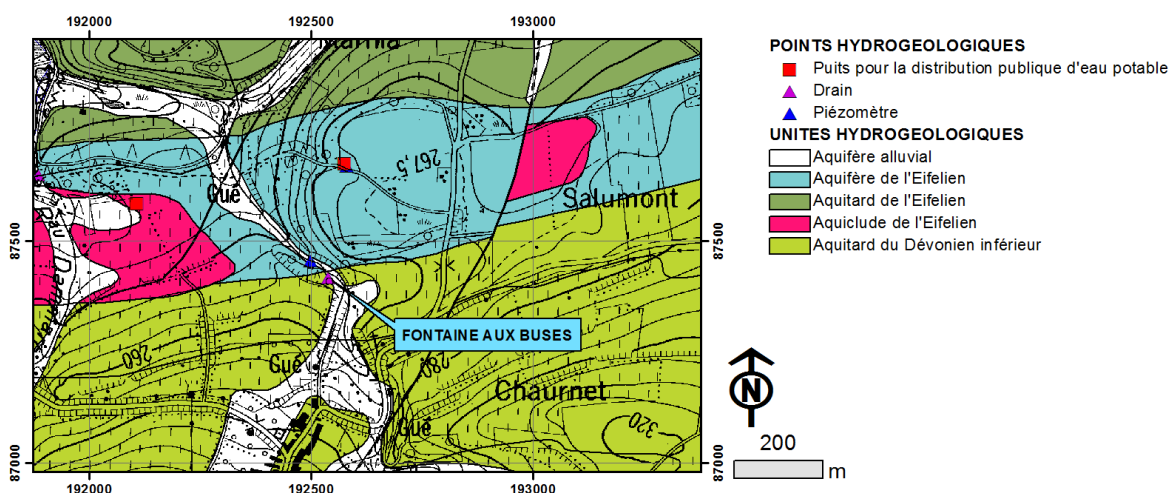 192000 192500 193000
POINTS HYDROGEOLOGIQUES
Puits pour la distribution publique d'eau potable
Drain
Piézomètre
UNITES HYDROGEOLOGIQUES
Aquifère alluvial
Aquifère de l'Eifelien
Aquitard de l'Eifelien
Aquiclude de l'Eifelien
Aquitard du Dévonien inférieur
267,5
Gué
Salumont
87500 87500
FONTAINE AUX BUSES
260
Gué
280
Chaurnet
Gué
320
N
87000 87000
200
m
192000 192500 193000